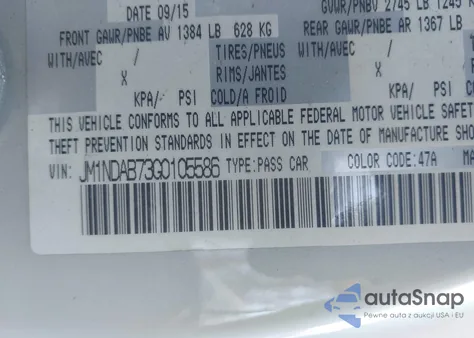 DATE 09/15
GVWR/PNBV 2745 LB 1245 K
FRONT GAWR/PNBE AV 1384 LB 628 KG
REAR GAWR/PNBE AR 1367 LB
WITH/AVEC / TIRES/PNEUS WITH/AVEC /
X RIMS/JANTES X
KPA/ PSI COLD/A FROID KPA/ PSI
THIS VEHICLE CONFORMS TO ALL APPLICABLE FEDERAL MOTOR VEHICLE SAFETY
THEFT PREVENTION STANDARDS IN EFFECT ON THE DATE OF MANUFACTURE SHO
VIN: JM1NDAB73G0105586 TYPE:PASS CAR COLOR CODE:47A
autoSnap
Pewne auta z aukcji USA i EU